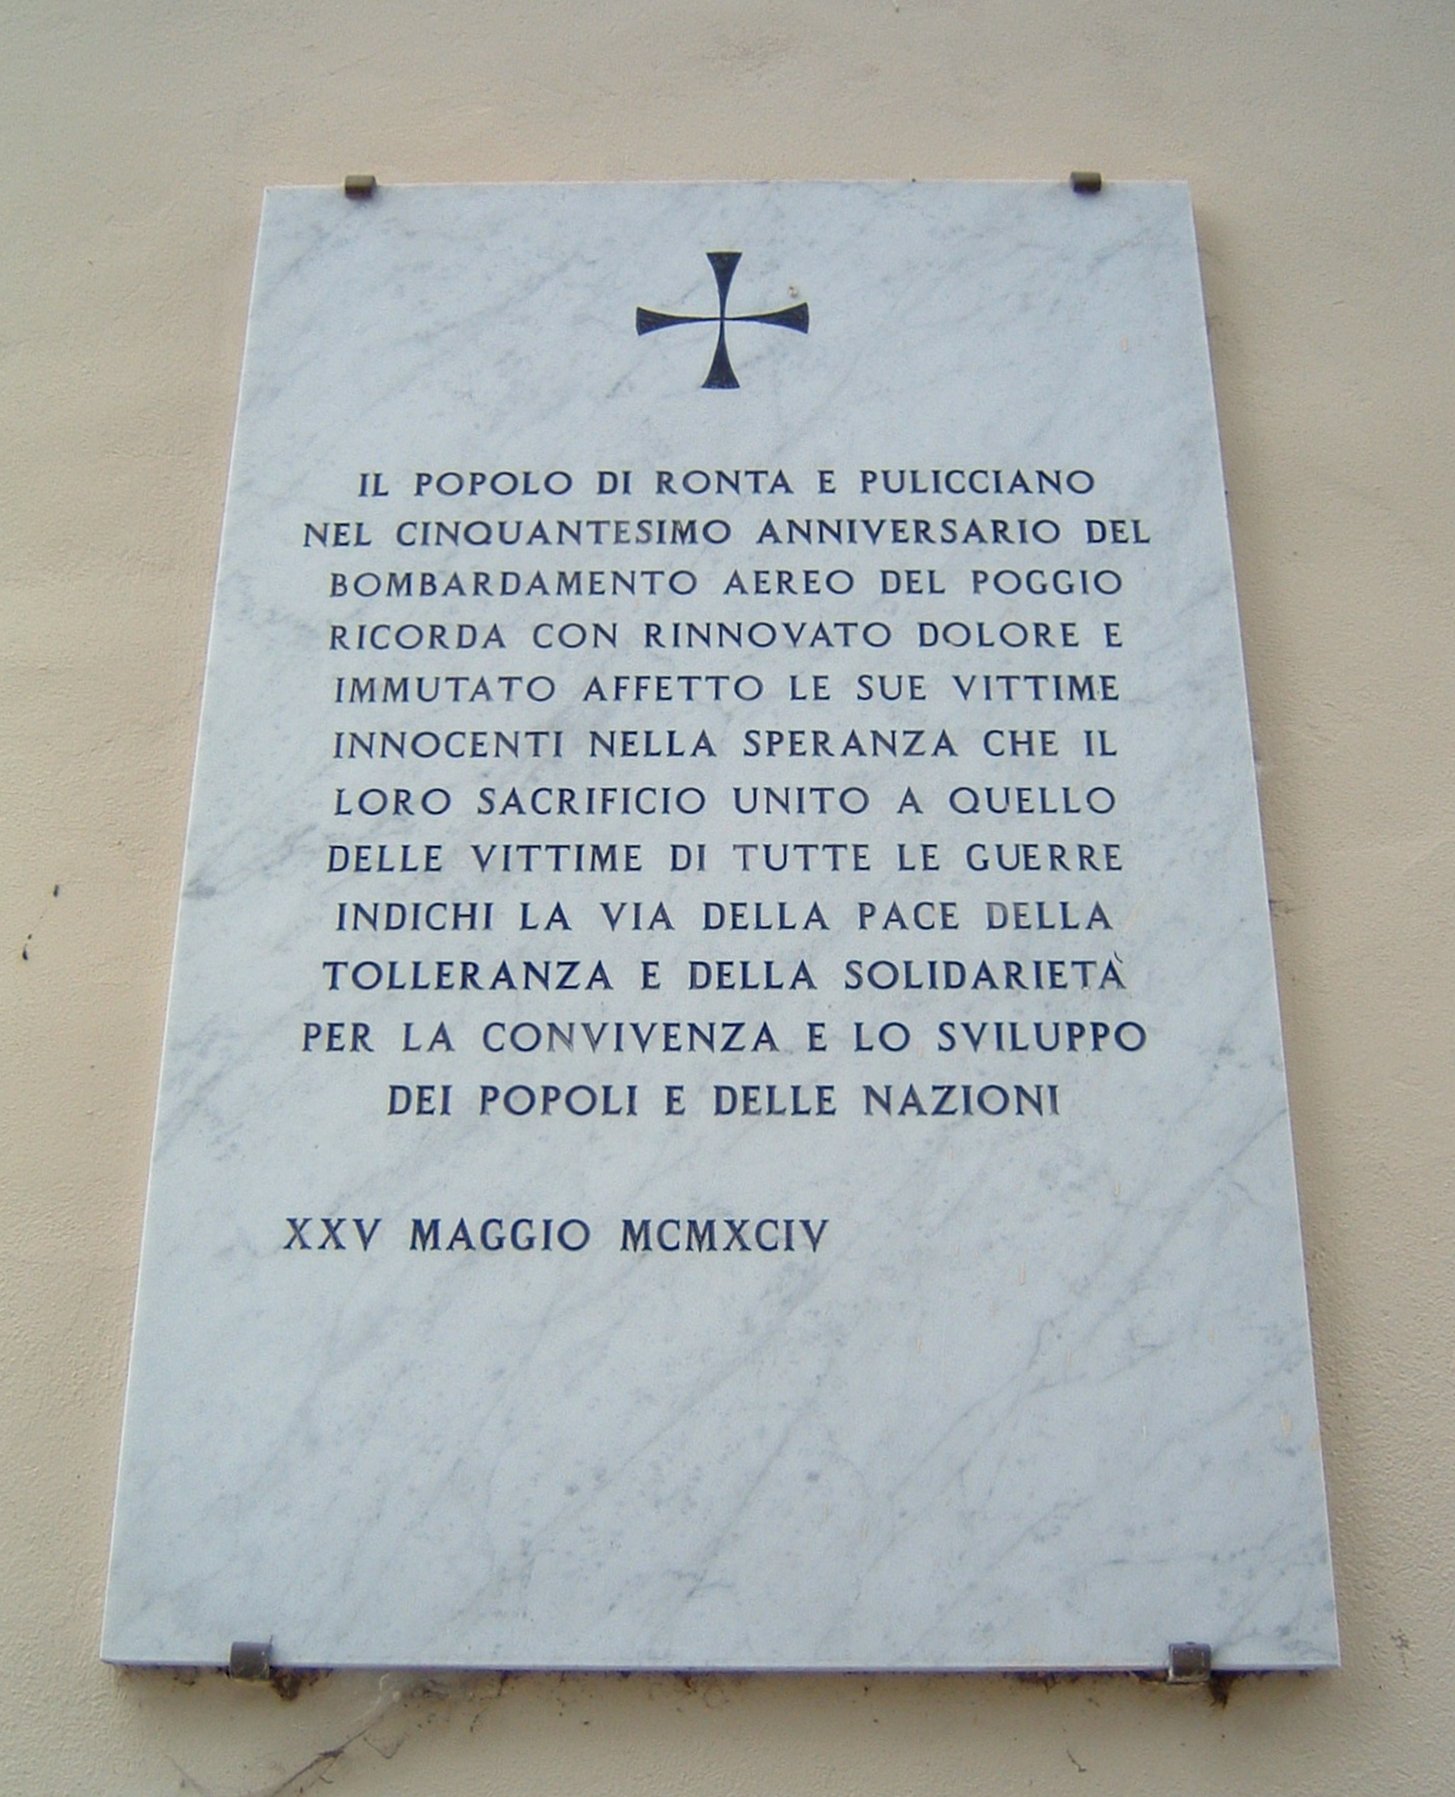 IL POPOLO DI RONTA E PULICCIANO
NEL CINQUANTESIMO ANNIVERSARIO DEL
BOMBARDAMENTO AEREO DEL POGGIO
RICORDA CON RINNOVATO DOLORE E
IMMUTATO AFFETTO LE SUE VITTIME
INNOCENTI NELLA SPERANZA CHE IL
LORO SACRIFICIO UNITO A QUELLO
DELLE VITTIME DI TUTTE LE GUERRE
INDICHI LA VIA DELLA PACE DELLA
TOLLERANZA E DELLA SOLIDARIETÀ
PER LA CONVIVENZA E LO SVILUPPO
DEI POPOLI E DELLE NAZIONI
XXV MAGGIO MCMXCIV